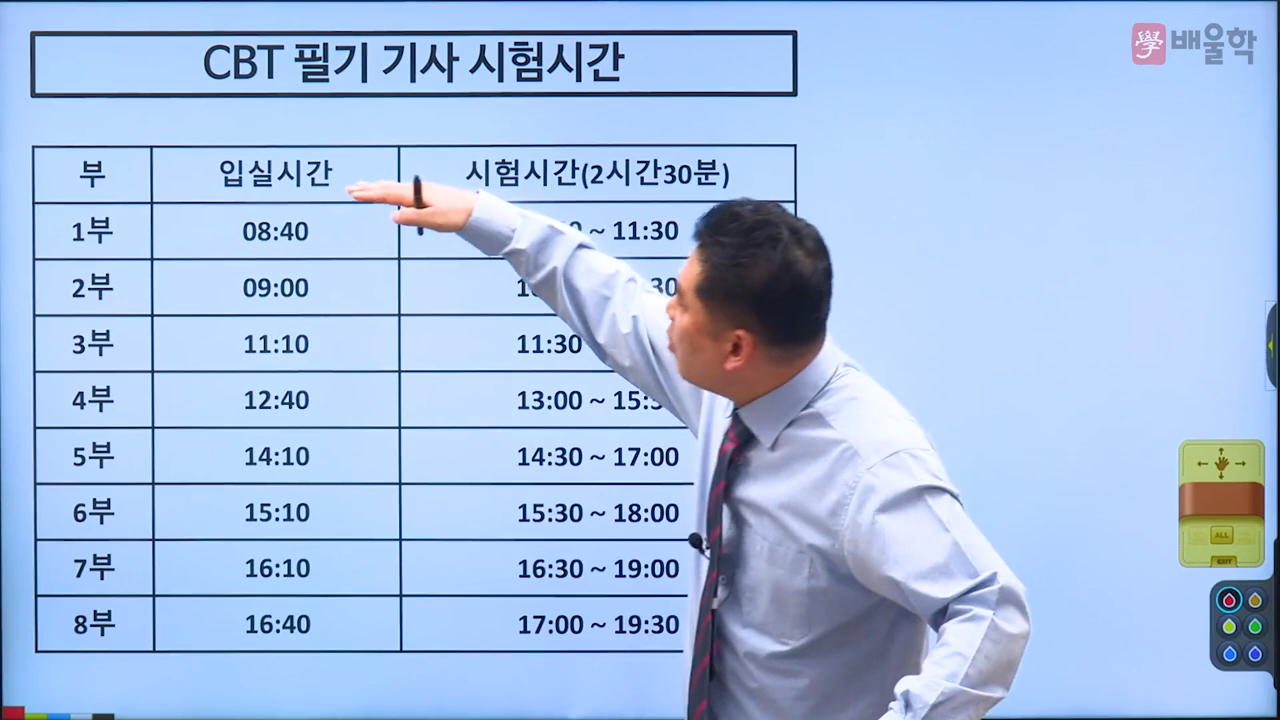 CBT 필기 기사 시험시간
學 배울학
부 입실시간 시험시간(2시간30분)
1부 08:40 ~ 11:30
2부 09:00
3부 11:10 11:30
4부 12:40 13:00 ~
5부 14:10 14:30 ~ 17:00
6부 15:10 15:30 ~ 18:00
7부 16:10 16:30 ~ 19:00
8부 16:40 17:00 ~ 19:30
ALL
EXIT